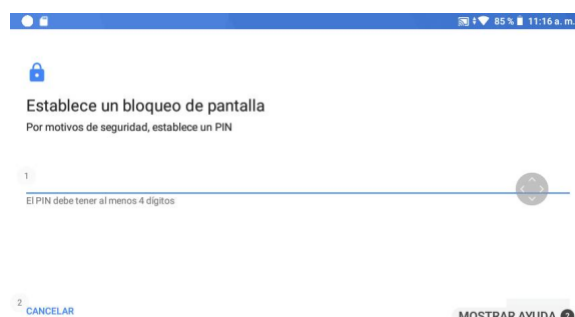 85 % 11:16 a. m.
Establece un bloqueo de pantalla
Por motivos de seguridad, establece un PIN
1
El PIN debe tener al menos 4 dígitos
2
CANCELAR
MOSTRAR AYUDA ?